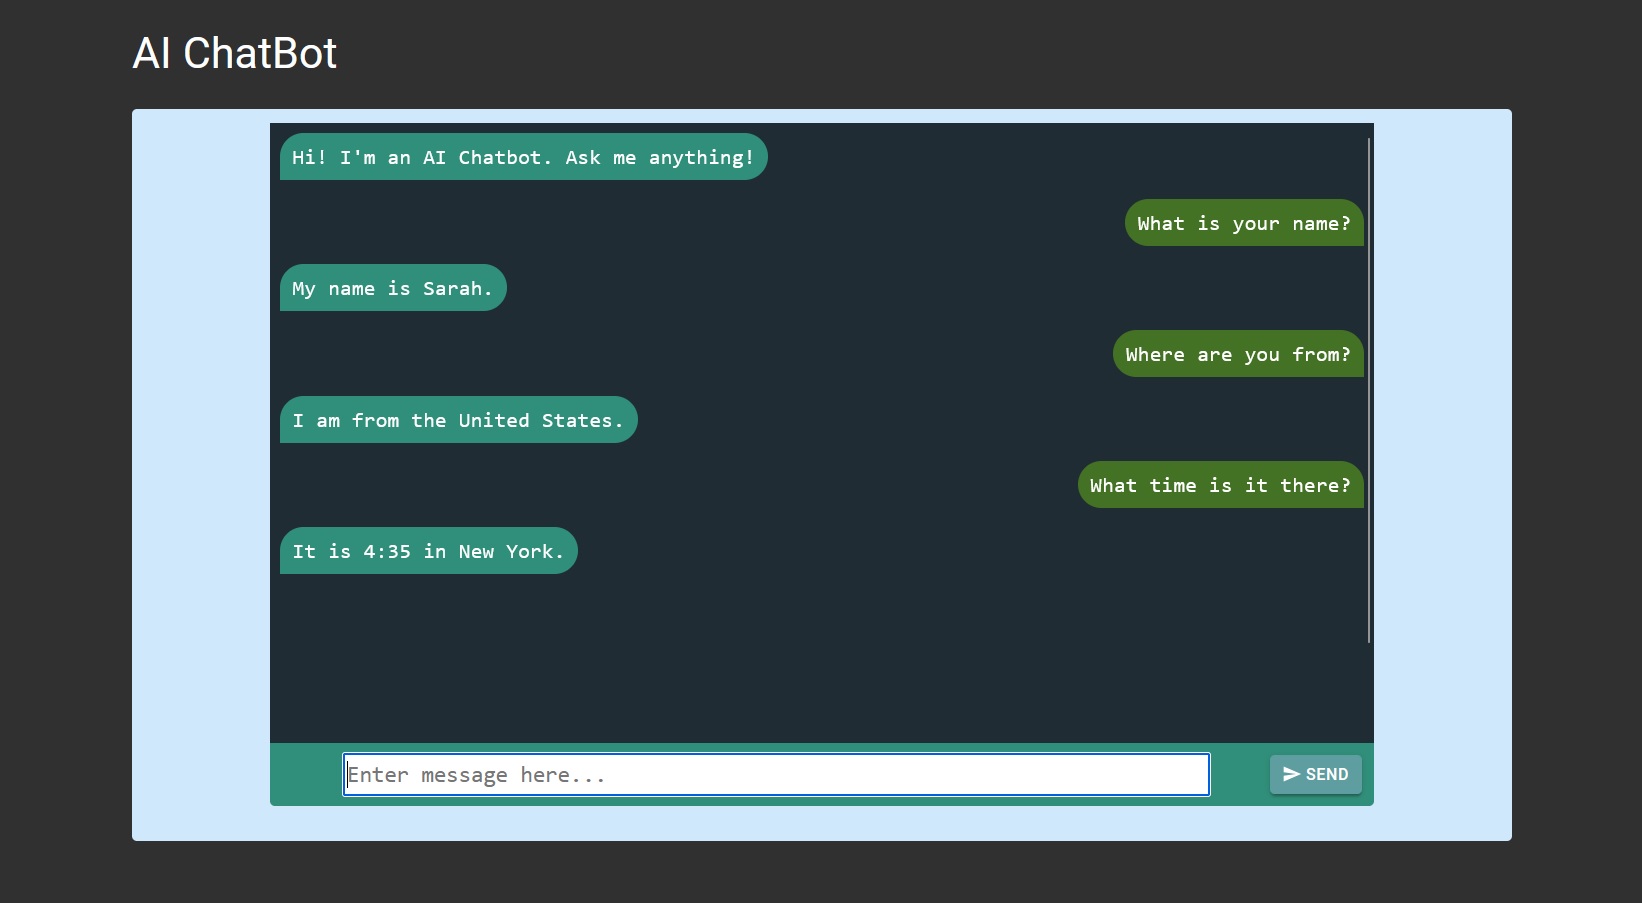 AI ChatBot
Hi! I'm an AI Chatbot. Ask me anything!
What is your name?
My name is Sarah.
Where are you from?
I am from the United States.
What time is it there?
It is 4:35 in New York.
Enter message here...
SEND